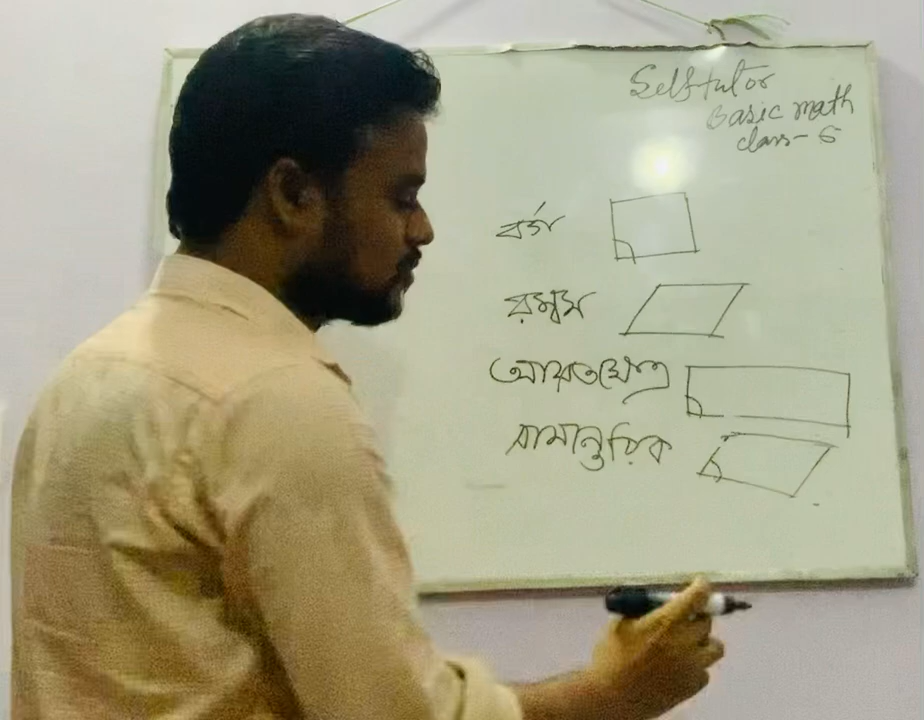 Selftutor
Basic math
class- 6
বর্গ
রম্বস
আয়তক্ষেত্র
সামান্তরিক